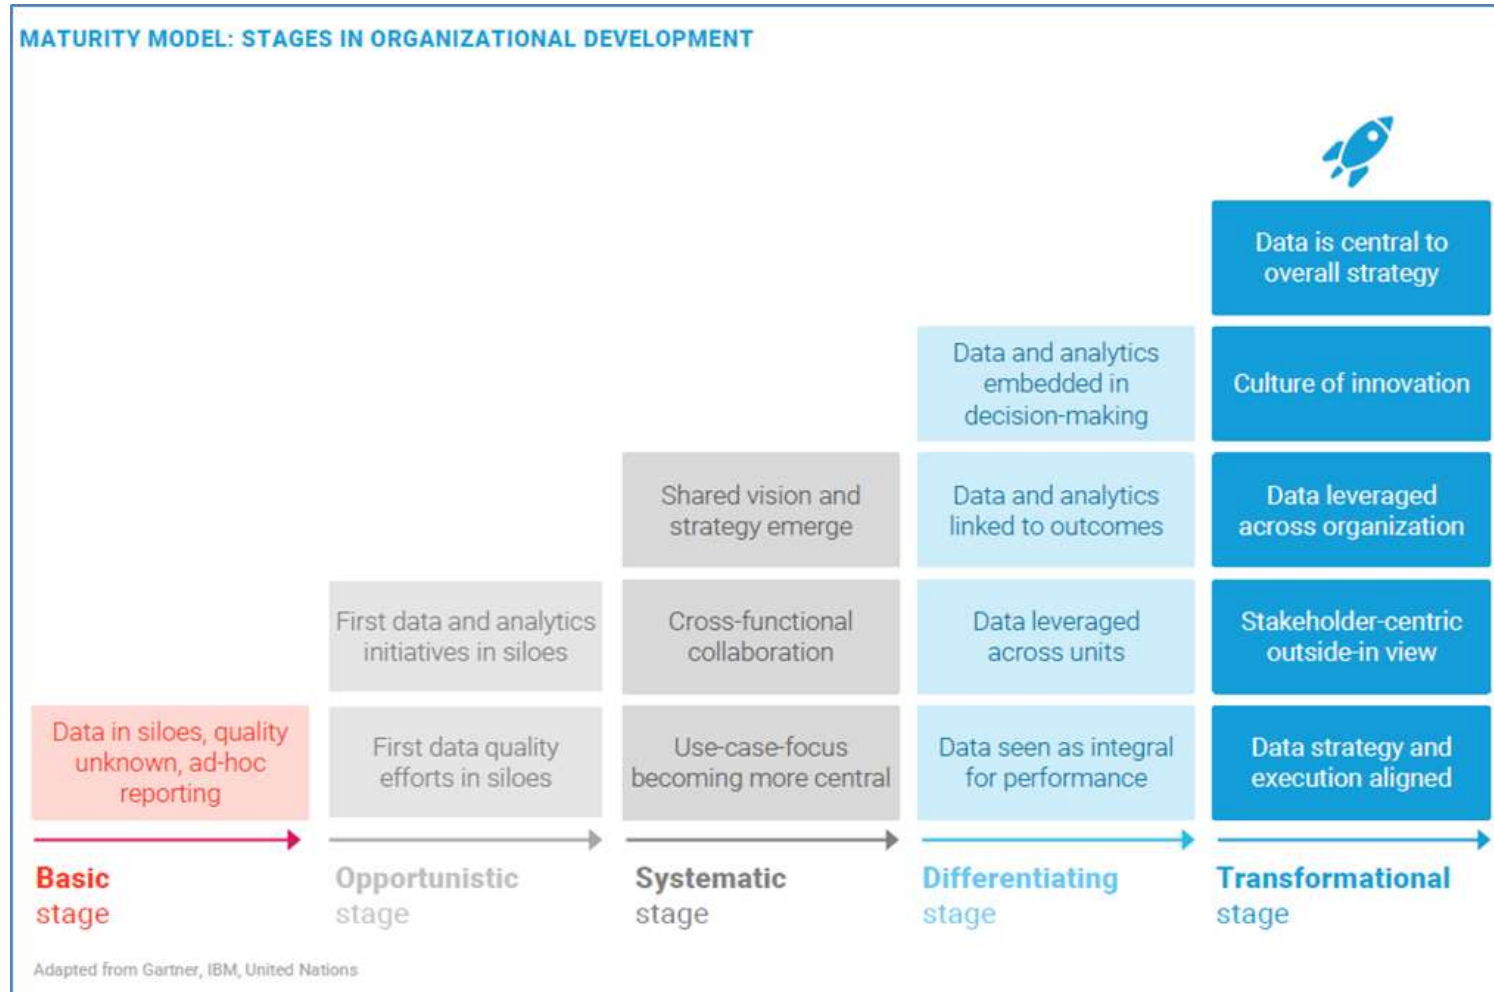 MATURITY MODEL: STAGES IN ORGANIZATIONAL DEVELOPMENT
Data is central to
overall strategy
Data and analytics
embedded in
decision-making
Culture of innovation
Shared vision and
strategy emerge
Data and analytics
linked to outcomes
Data leveraged
across organization
First data and analytics
initiatives in siloes
Cross-functional
collaboration
Data leveraged
across units
Stakeholder-centric
outside-in view
Data in siloes, quality
unknown, ad-hoc
reporting
First data quality
efforts in siloes
Use-case-focus
becoming more central
Data seen as integral
for performance
Data strategy and
execution aligned
Basic
stage
Opportunistic
stage
Systematic
stage
Differentiating
stage
Transformational
stage
Adapted from Gartner, IBM, United Nations